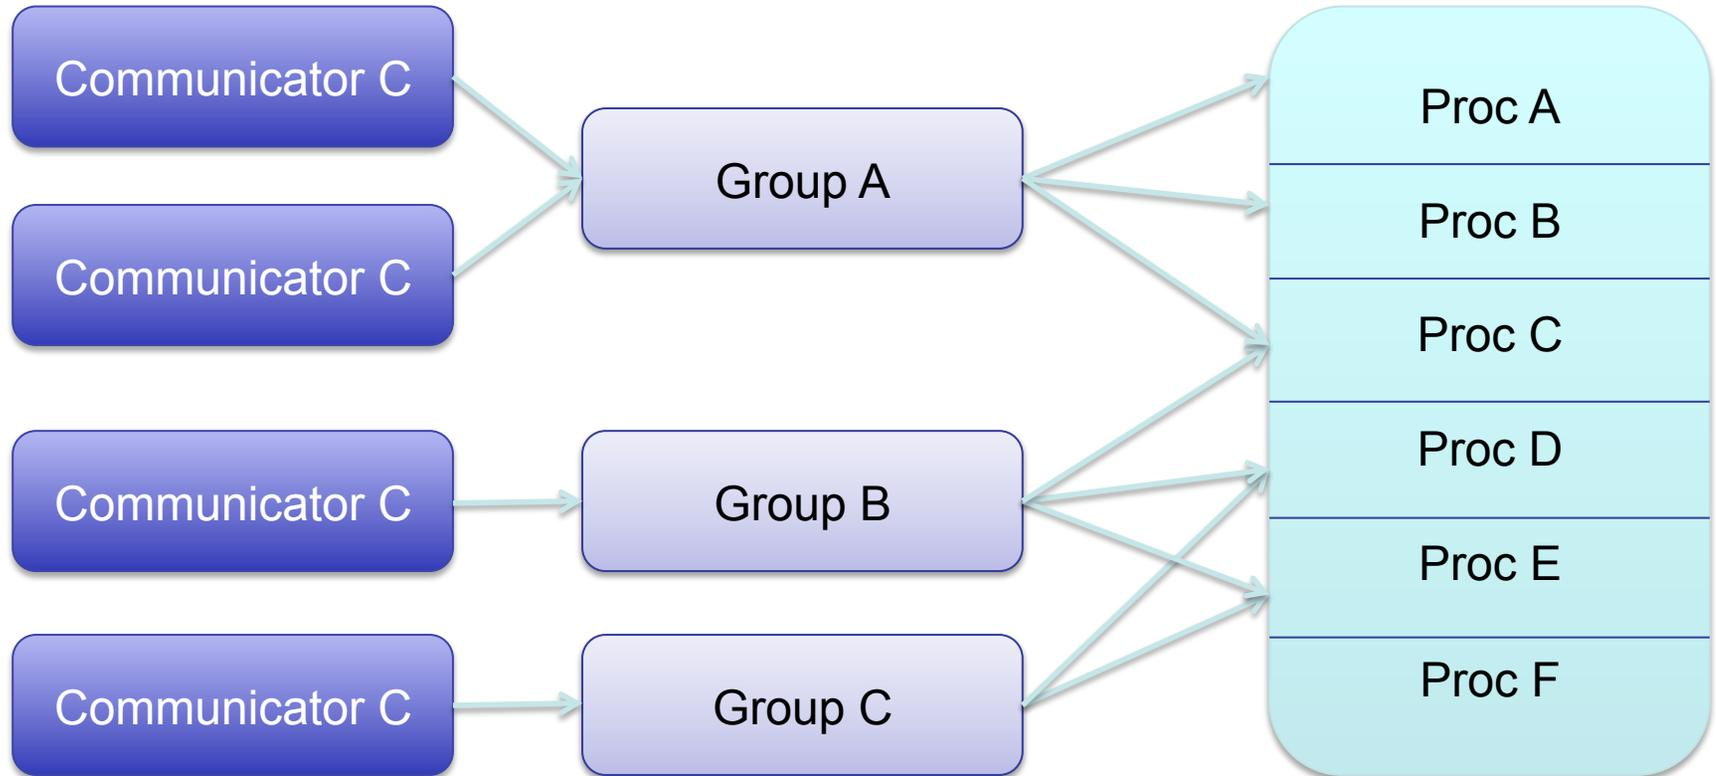 Communicator C
Communicator C
Communicator C
Communicator C
Group A
Group B
Group C
Proc A
Proc B
Proc C
Proc D
Proc E
Proc F